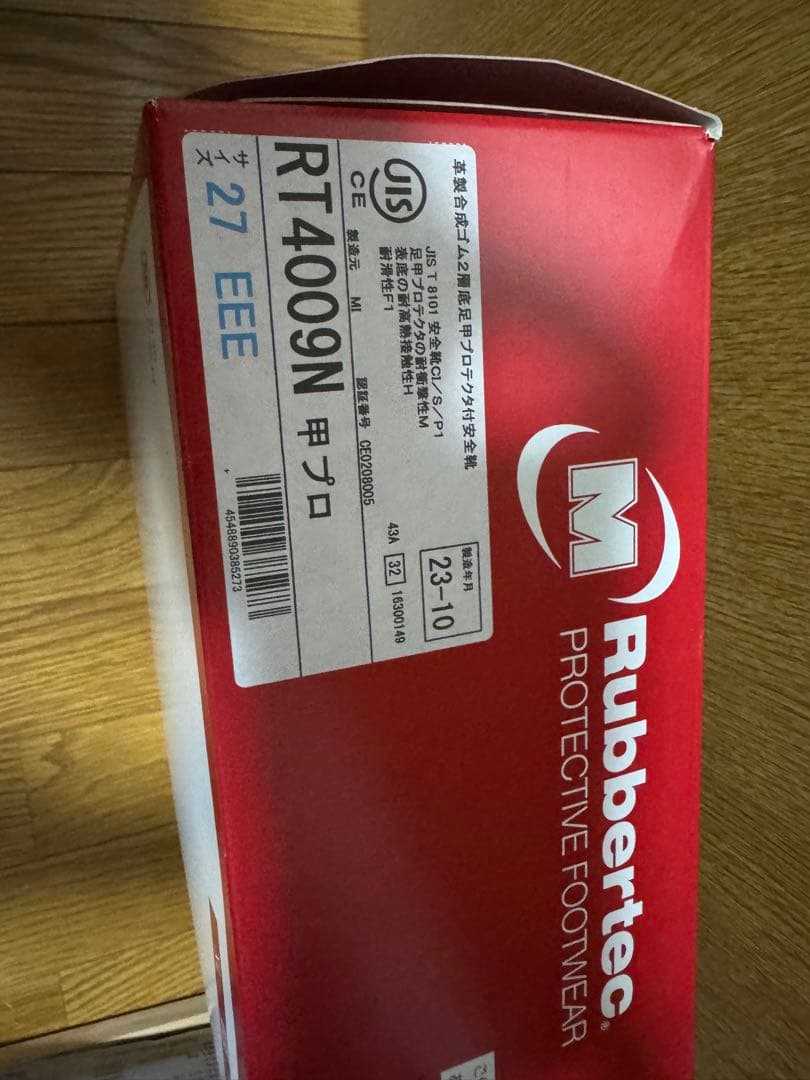 革製合成ゴム2層底足甲プロテクタ付安全靴
JIS
JIS T 8101 安全靴CI/S/P1
足甲プロテクタの耐衝撃性M
表底の耐高熱接触性H
耐滑性F1
製造年月
23-10
43A 32 16300149
CE 製造元 MI 認証番号 CE0208005
RT4009N 甲プロ
サイズ 27 EEE
4548890385273
M
Rubbertec®
PROTECTIVE FOOTWEAR